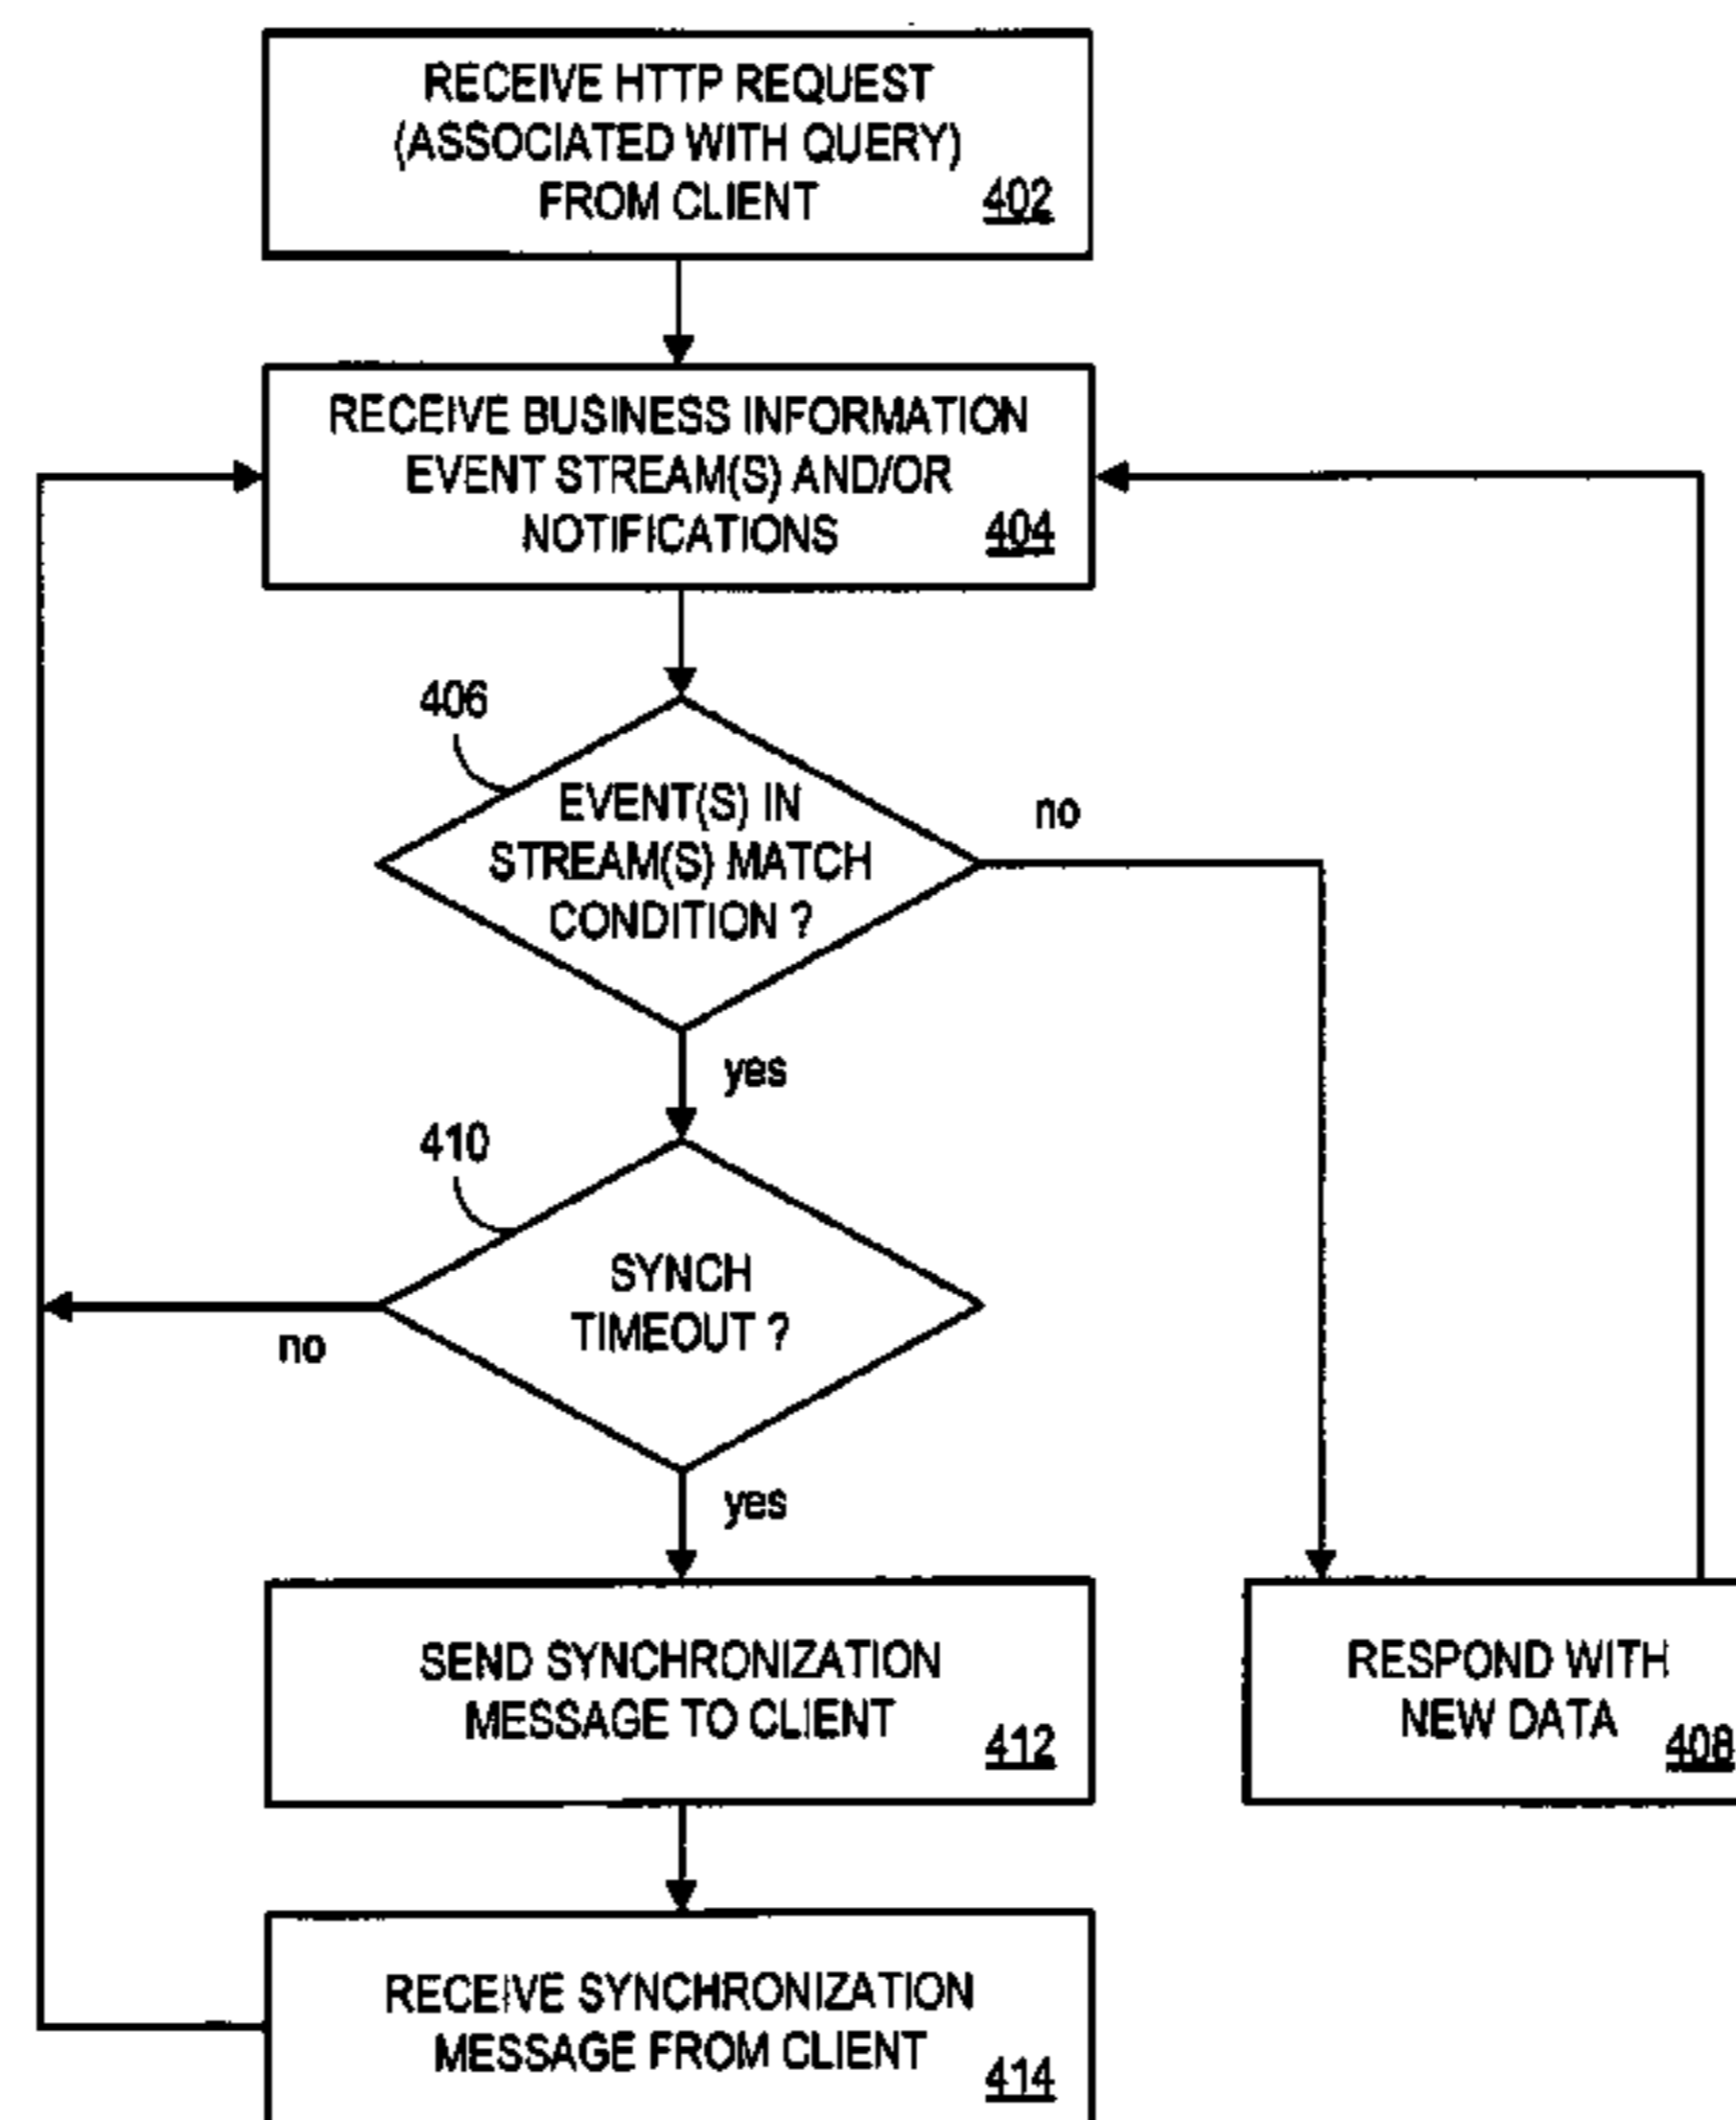 RECEIVE HTTP REQUEST
(ASSOCIATED WITH QUERY)
FROM CLIENT
402
RECEIVE BUSINESS INFORMATION
EVENT STREAM(S) AND/OR
NOTIFICATIONS
404
406
EVENT(S) IN
STREAM(S) MATCH
CONDITION ?
no
yes
410
SYNCH
TIMEOUT ?
no
yes
SEND SYNCHRONIZATION
MESSAGE TO CLIENT
412
RESPOND WITH
NEW DATA
408
RECEIVE SYNCHRONIZATION
MESSAGE FROM CLIENT
414